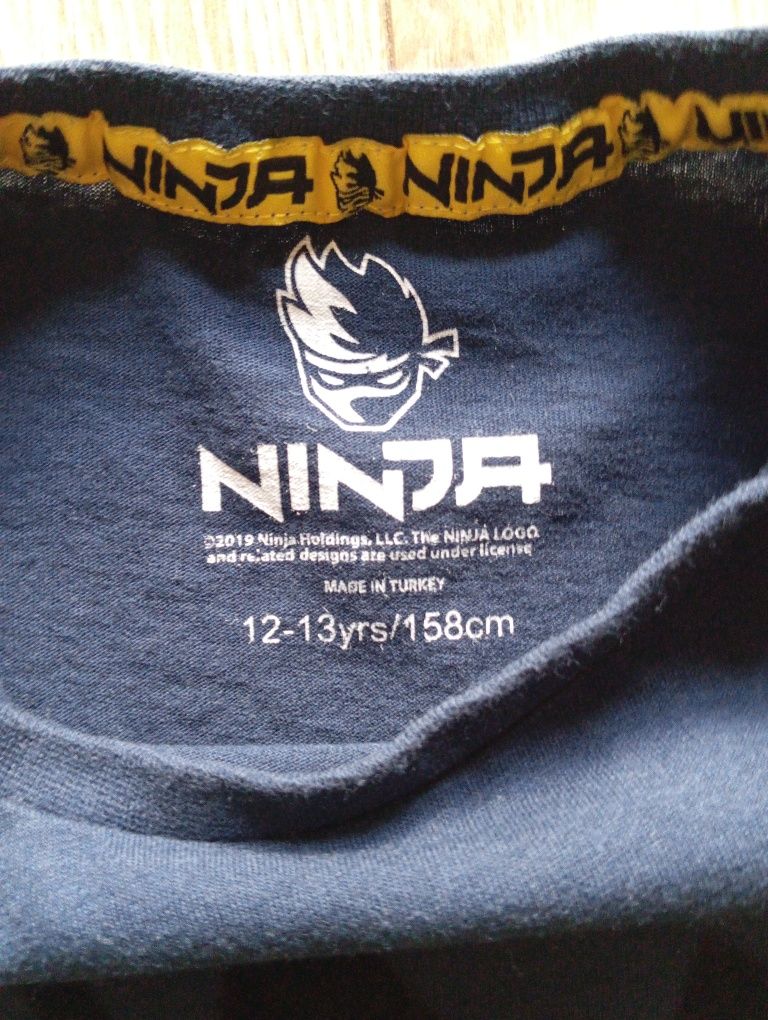 NINJA NINJA NI
NINJA
©2019 Ninja Holdings, LLC. The NINJA LOGO
and related designs are used under license
MADE IN TURKEY
12-13yrs/158cm